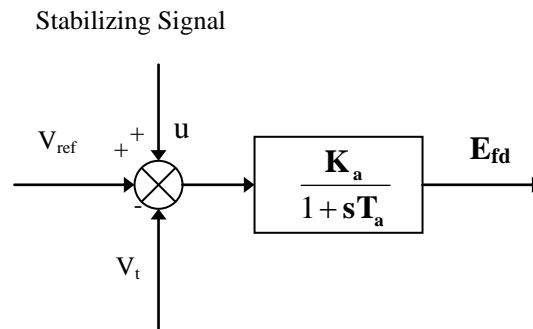 Stabilizing Signal
V_ref
+
+
u
-
V_t
K_a
1 + sT_a
E_fd